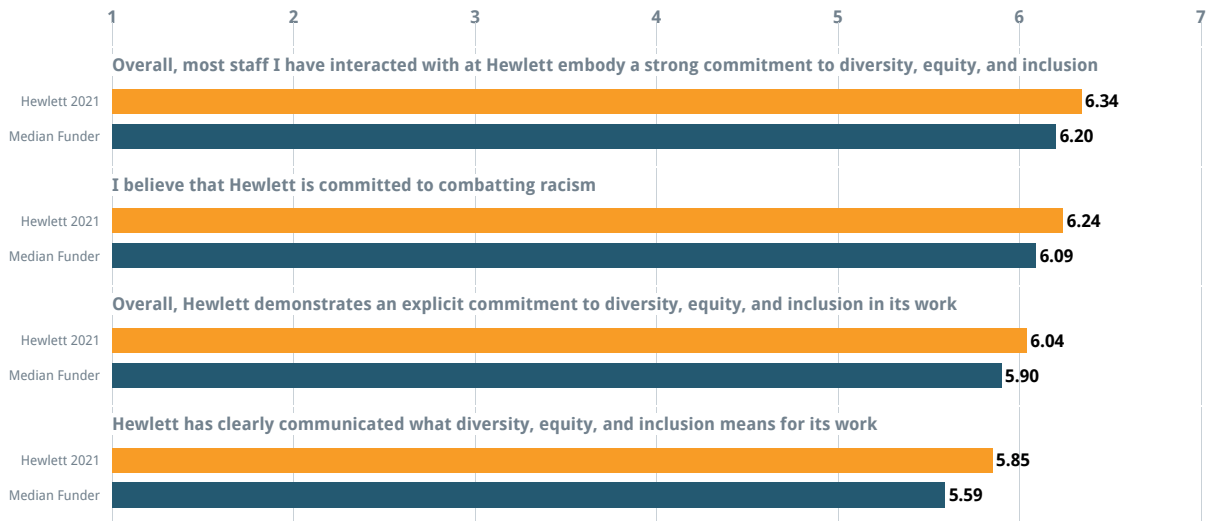 1 2 3 4 5 6 7
Overall, most staff I have interacted with at Hewlett embody a strong commitment to diversity, equity, and inclusion
Hewlett 2021 6.34
Median Funder 6.20
I believe that Hewlett is committed to combatting racism
Hewlett 2021 6.24
Median Funder 6.09
Overall, Hewlett demonstrates an explicit commitment to diversity, equity, and inclusion in its work
Hewlett 2021 6.04
Median Funder 5.90
Hewlett has clearly communicated what diversity, equity, and inclusion means for its work
Hewlett 2021 5.85
Median Funder 5.59